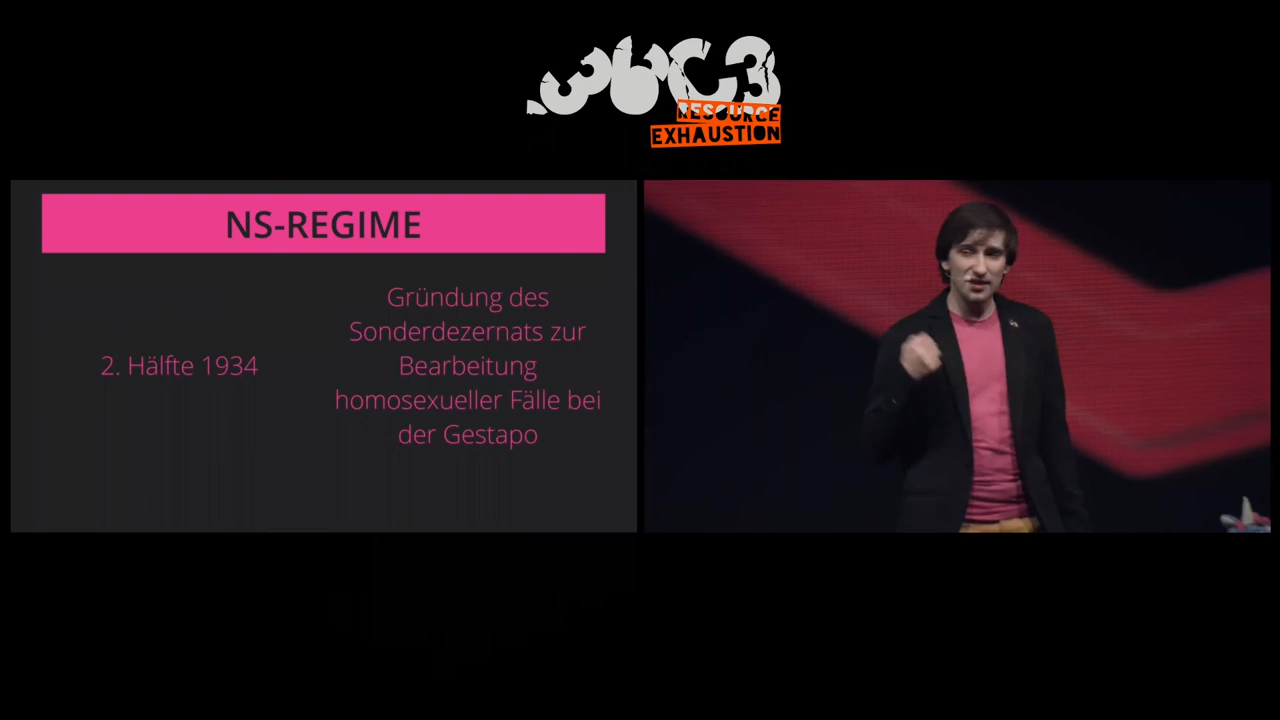 36C3
RESOURCE
EXHAUSTION
NS-REGIME
2. Hälfte 1934
Gründung des
Sonderdezernats zur
Bearbeitung
homosexueller Fälle bei
der Gestapo